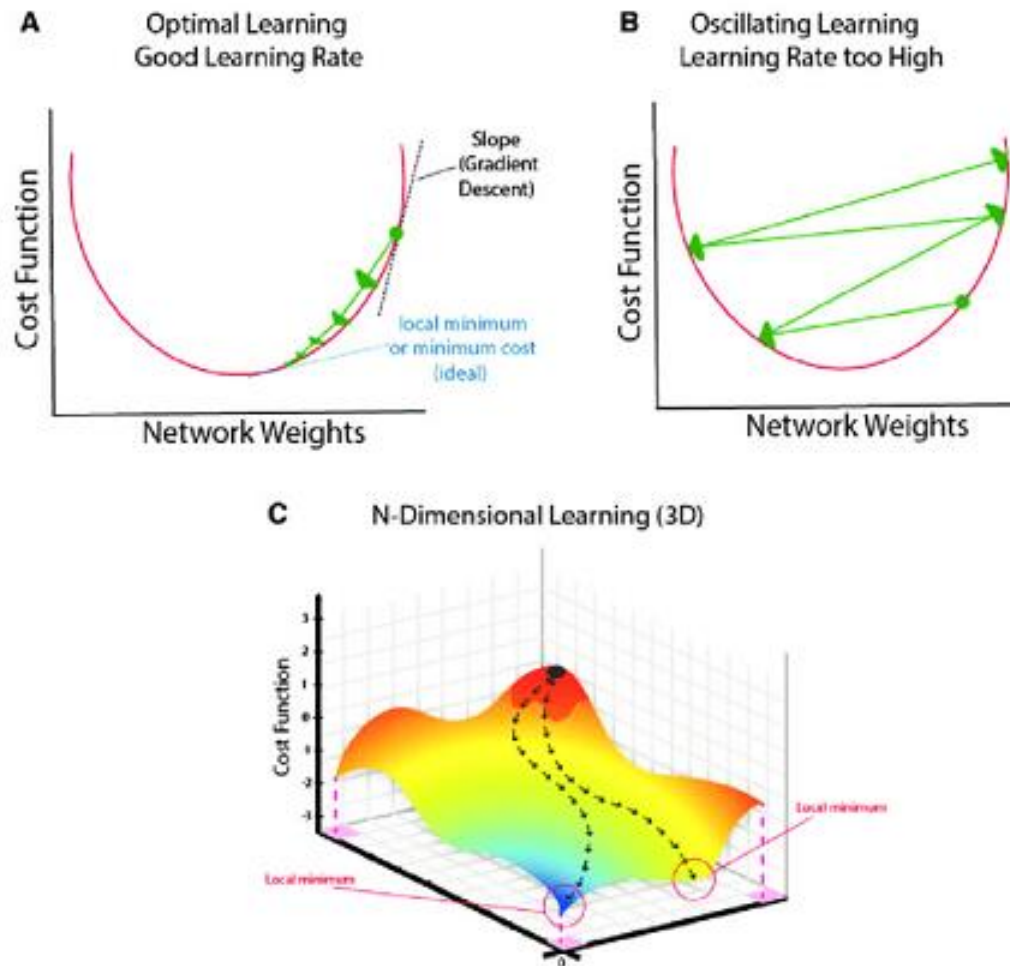 A
Optimal Learning
Good Learning Rate
Cost Function
Slope
(Gradient
Descent)
local minimum
or minimum cost
(ideal)
Network Weights
B
Oscillating Learning
Learning Rate too High
Cost Function
Network Weights
C
N-Dimensional Learning (3D)
Cost Function
3
2
1
0
1
-2
-3
Local minimum
Local minimum
0